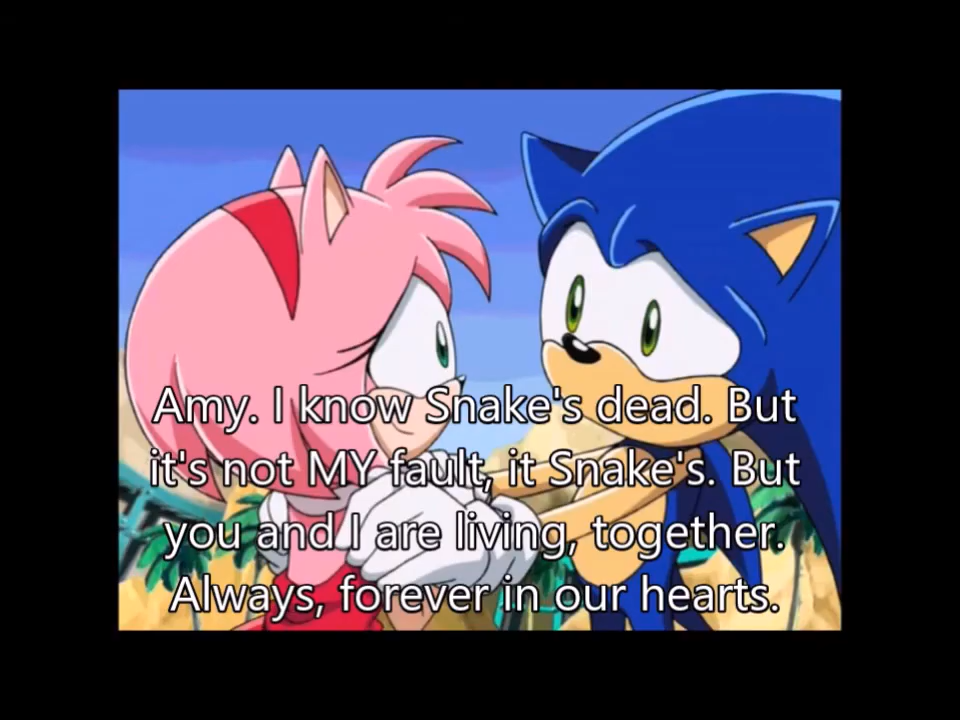 Amy. I know Snake's dead. But
it's not MY fault, it Snake's. But
you and I are living, together.
Always, forever in our hearts.